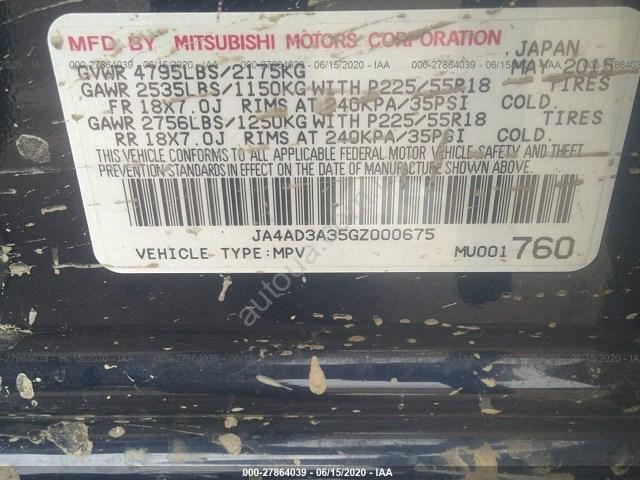 000-27864039 - 06/15/2020 - IAA
MFD BY MITSUBISHI MOTORS CORPORATION
JAPAN
GVWR 4795LBS/2175KG
MAY
GAWR 2535LBS/1150KG WITH P225/55R18 TIRES
FR 18X7.0J RIMS AT 240KPA/35PSI COLD.
GAWR 2756LBS/1250KG WITH P225/55R18 TIRES
RR 18X7.0J RIMS AT 240KPA/35PSI COLD.
THIS VEHICLE CONFORMS TO ALL APPLICABLE FEDERAL MOTOR VEHICLE SAFETY AND THEFT
PREVENTION STANDARDS IN EFFECT ON THE DATE OF MANUFACTURE SHOWN ABOVE.
JA4AD3A35GZ000675
VEHICLE TYPE:MPV
MU001760
000-27864039 - 06/15/2020 - IAA